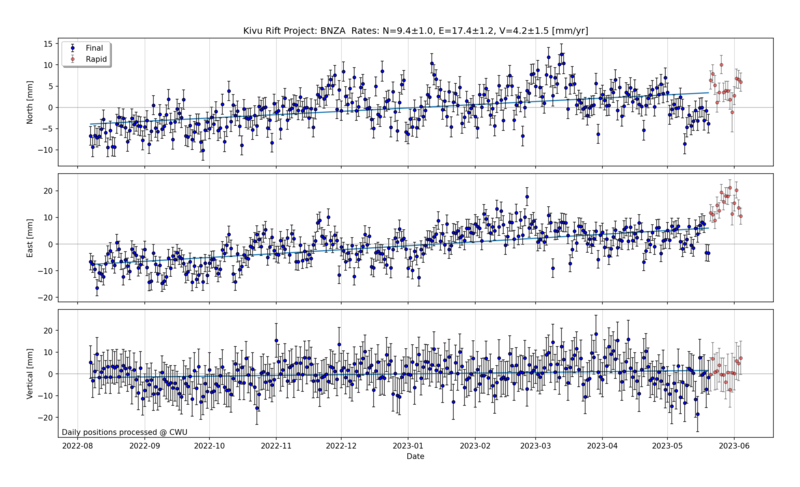 Kivu Rift Project: BNZA Rates: N=9.4±1.0, E=17.4±1.2, V=4.2±1.5 [mm/yr]
Final
Rapid
North [mm]
15
10
5
0
−5
−10
East [mm]
20
10
0
−10
−20
Vertical [mm]
20
10
0
−10
−20
Daily positions processed @ CWU
2022-08 2022-09 2022-10 2022-11 2022-12 2023-01 2023-02 2023-03 2023-04 2023-05 2023-06
Date